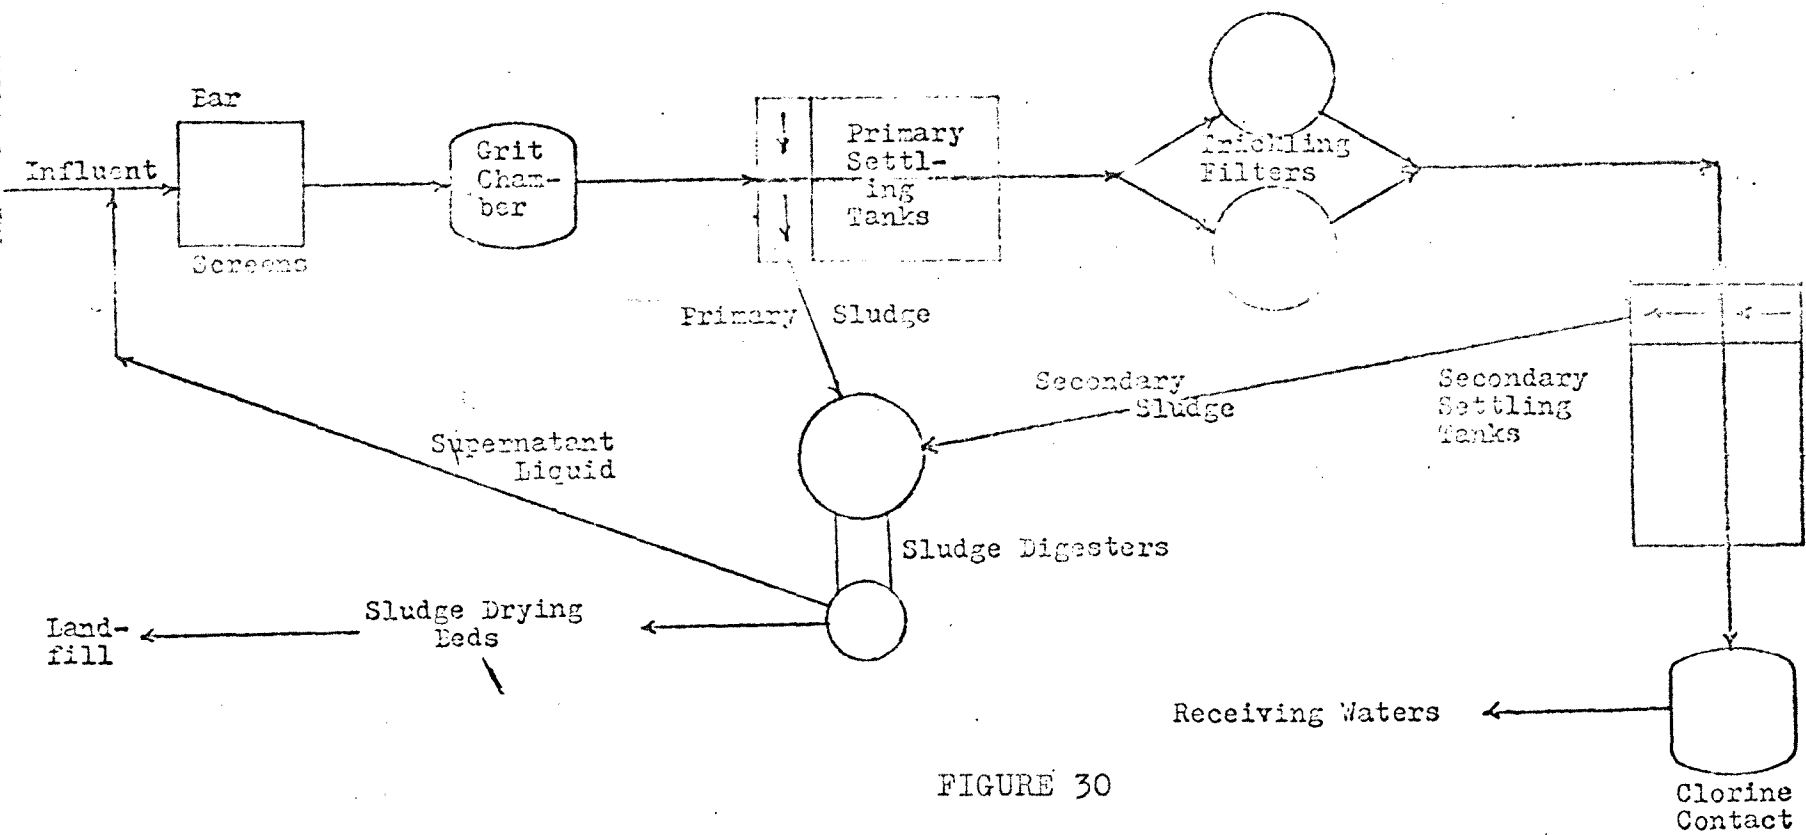 Bar
Screens
Influent
Grit
Cham-
ber
Primary
Settl-
ing
Tanks
Trickling
Filters
Primary Sludge
Secondary
Sludge
Secondary
Settling
Tanks
Supernatant
Liquid
Sludge Digesters
Sludge Drying
Beds
Land-
fill
Receiving Waters
Clorine
Contact
FIGURE 30